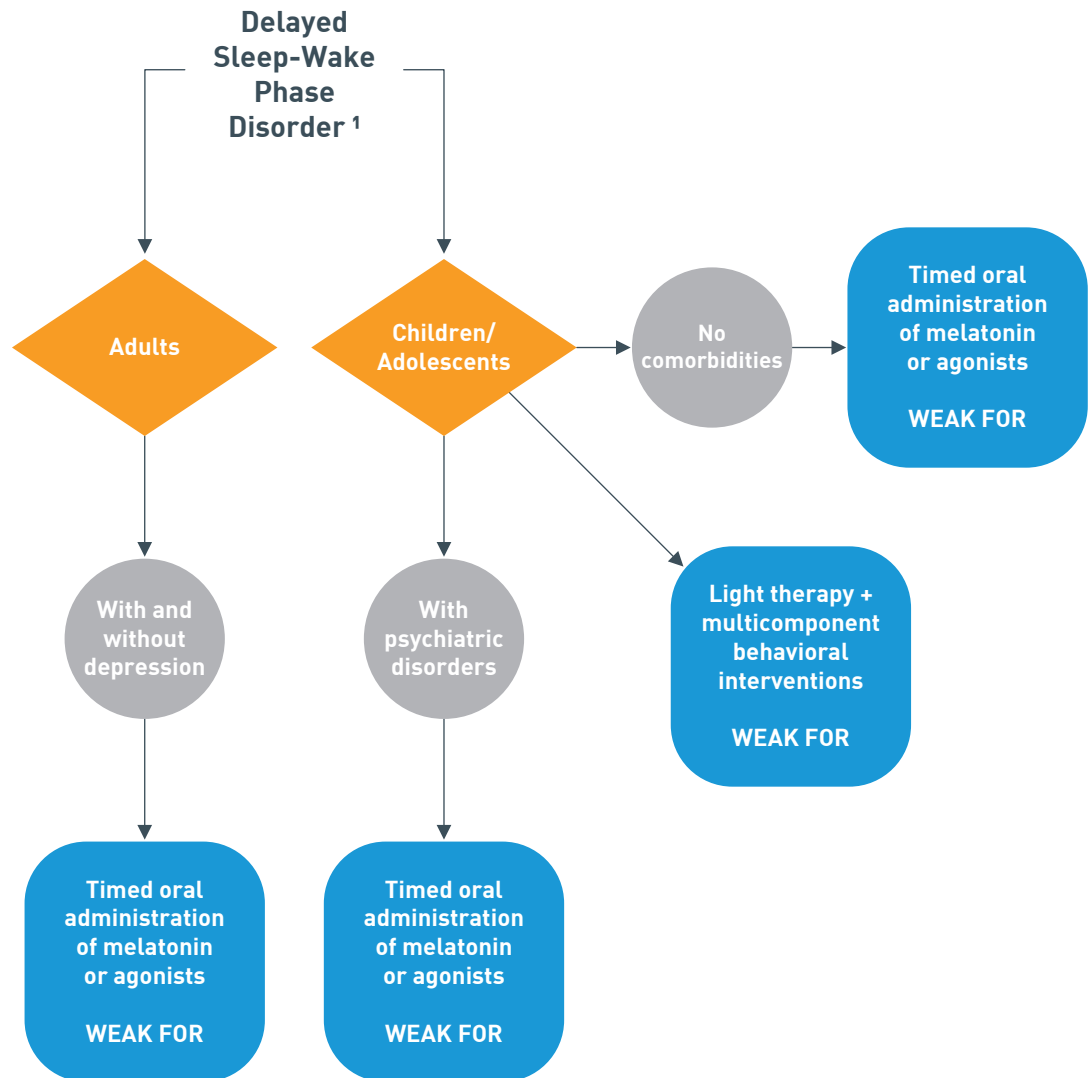 Delayed
Sleep-Wake
Phase
Disorder ¹
Adults
Children/
Adolescents
No
comorbidities
Timed oral
administration
of melatonin
or agonists
WEAK FOR
With and
without
depression
With
psychiatric
disorders
Light therapy +
multicomponent
behavioral
interventions
WEAK FOR
Timed oral
administration
of melatonin
or agonists
WEAK FOR
Timed oral
administration
of melatonin
or agonists
WEAK FOR